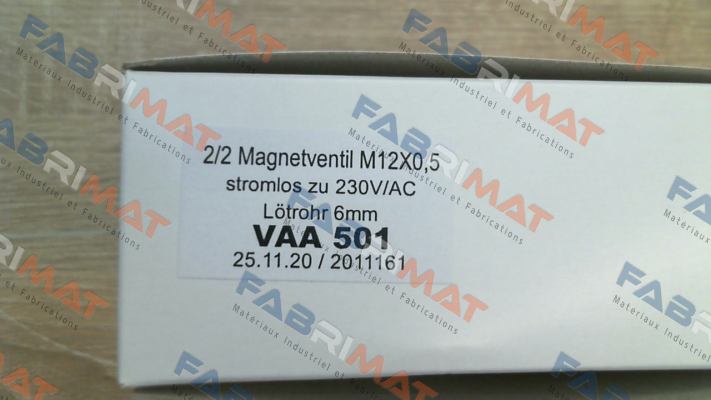 2/2 Magnetventil M12X0,5
stromlos zu 230V/AC
Lötrohr 6mm
VAA 501
25.11.20 / 2011161
FABRIMAT
Matériaux Industriel et Fabrications